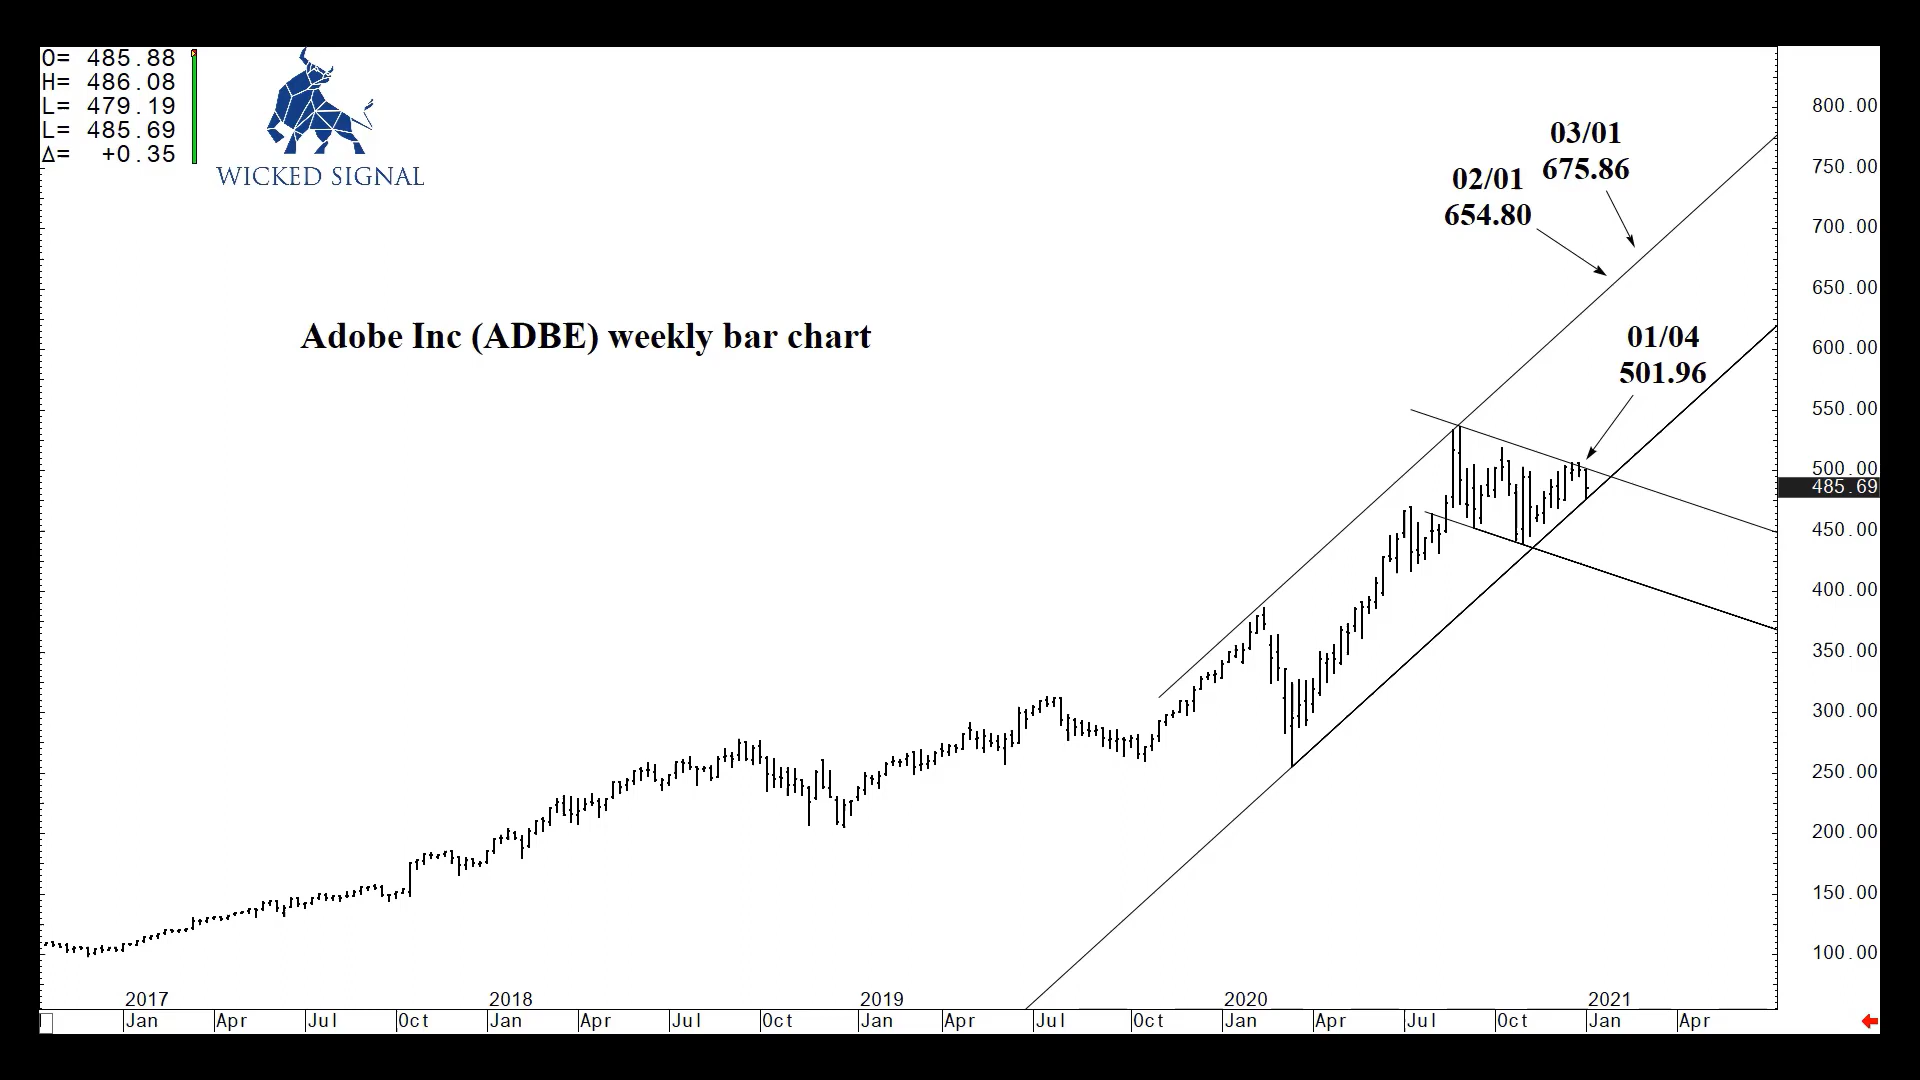 O= 485.88
H= 486.08
L= 479.19
L= 485.69
Δ= +0.35
WICKED SIGNAL
Adobe Inc (ADBE) weekly bar chart
03/01
675.86
02/01
654.80
01/04
501.96
800.00
750.00
700.00
650.00
600.00
550.00
500.00
485.69
450.00
400.00
350.00
300.00
250.00
200.00
150.00
100.00
2017 2018 2019 2020 2021
Jan Apr Jul Oct Jan Apr Jul Oct Jan Apr Jul Oct Jan Apr Jul Oct Jan Apr